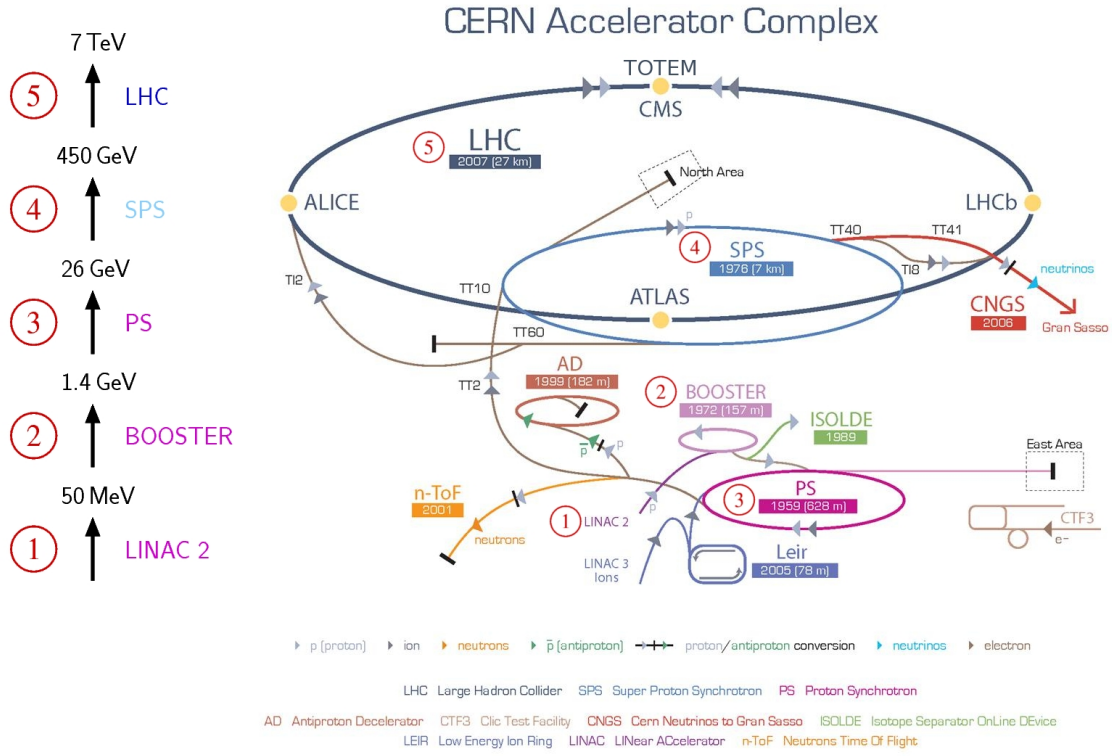 CERN Accelerator Complex
7 TeV
5
LHC
450 GeV
4
SPS
26 GeV
3
PS
1.4 GeV
2
BOOSTER
50 MeV
1
LINAC 2
TOTEM
CMS
5
LHC
2007 (27 km)
North Area
ALICE
LHCb
p
TT40
TT41
4
SPS
1976 (7 km)
TI8
TI2
TT10
ATLAS
neutrinos
CNGS
2006
Gran Sasso
TT60
AD
1999 (182 m)
TT2
2
BOOSTER
1972 (157 m)
ISOLDE
1989
p̅
p
East Area
n-ToF
2001
3
PS
1959 (628 m)
p
1
LINAC 2
neutrons
CTF3
e-
LINAC 3
Ions
Leir
2005 (78 m)
p (proton)
ion
neutrons
p̅ (antiproton)
proton/antiproton conversion
neutrinos
electron
LHC Large Hadron Collider SPS Super Proton Synchrotron PS Proton Synchrotron
AD Antiproton Decelerator CTF3 Clic Test Facility CNGS Cern Neutrinos to Gran Sasso ISOLDE Isotope Separator OnLine DEvice
LEIR Low Energy Ion Ring LINAC LINear ACcelerator n-ToF Neutrons Time Of Flight